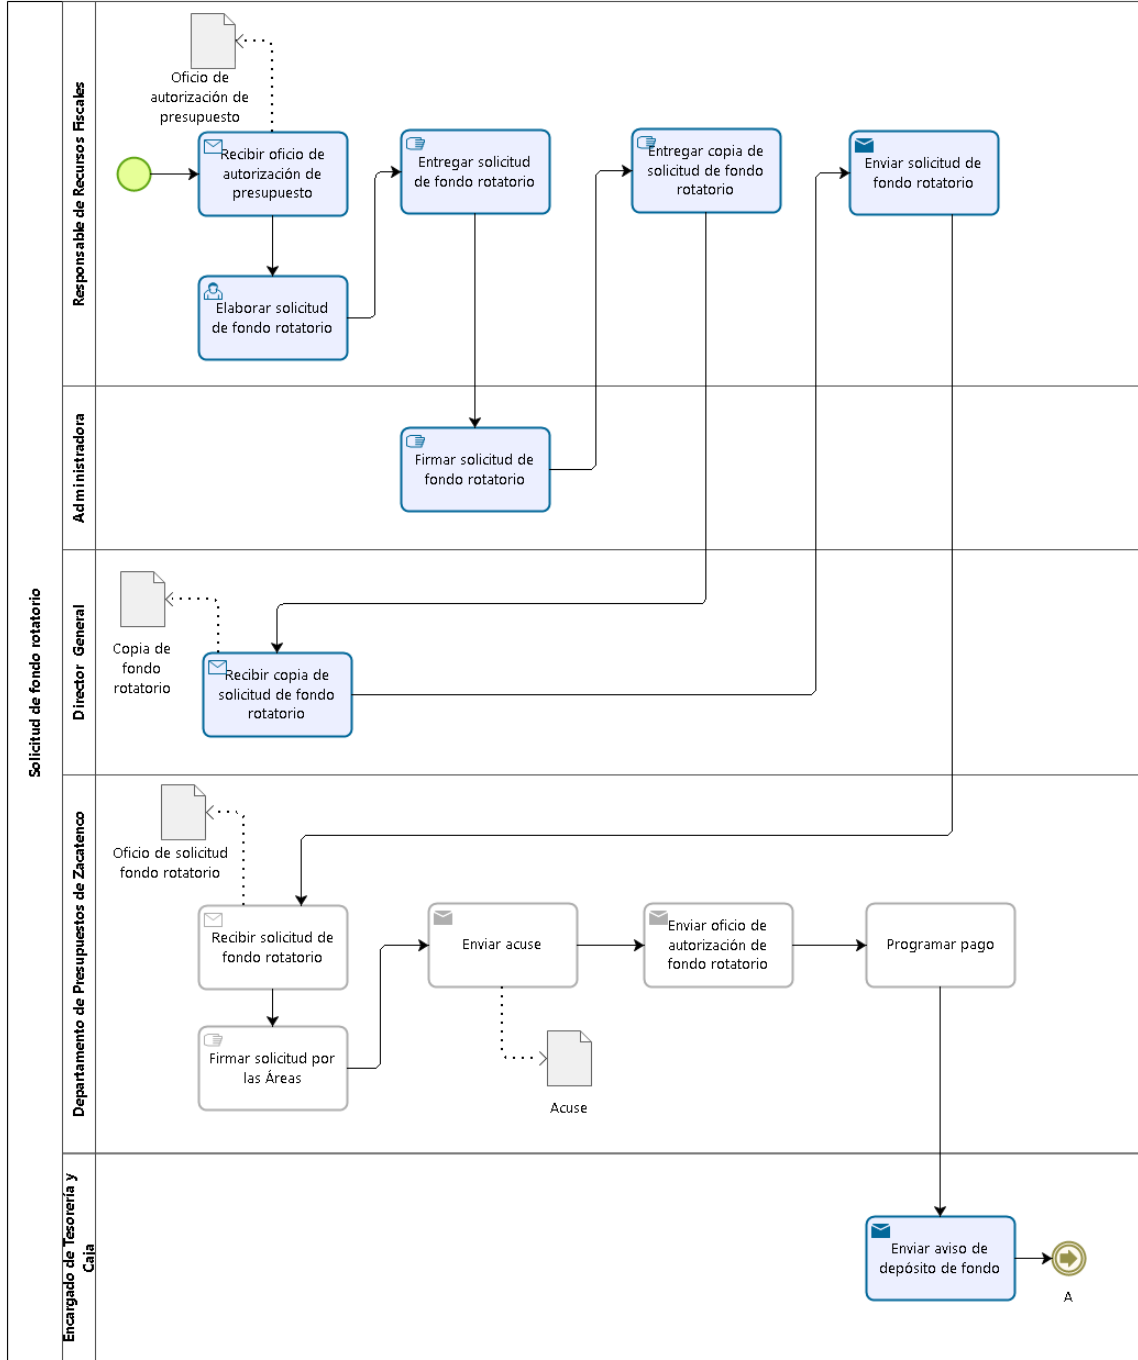 Solicitud de fondo rotatorio
Responsable de Recursos Fiscales
Oficio de
autorización de
presupuesto
Recibir oficio de
autorización de
presupuesto
Entregar solicitud
de fondo rotatorio
Entregar copia de
solicitud de fondo
rotatorio
Enviar solicitud de
fondo rotatorio
Elaborar solicitud
de fondo rotatorio
Administradora
Firmar solicitud de
fondo rotatorio
Director General
Copia de
fondo
rotatorio
Recibir copia de
solicitud de fondo
rotatorio
Departamento de Presupuestos de Zacatenco
Oficio de solicitud
fondo rotatorio
Recibir solicitud de
fondo rotatorio
Enviar acuse
Enviar oficio de
autorización de
fondo rotatorio
Programar pago
Firmar solicitud por
las Áreas
Acuse
Encargado de Tesorería y
Caja
Enviar aviso de
depósito de fondo
A